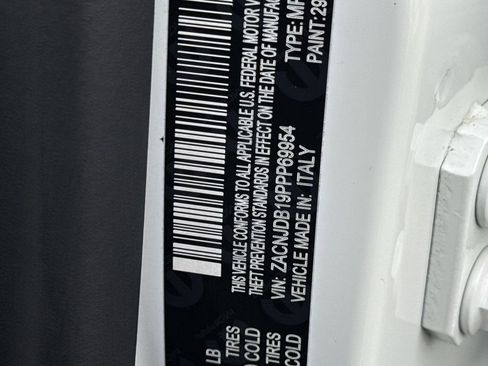 THIS VEHICLE CONFORMS TO ALL APPLICABLE U.S. FEDERAL MOTOR V
THEFT PREVENTION STANDARDS IN EFFECT ON THE DATE OF MANUFAC
VIN: ZACNJDB19PPP69954 TYPE: MP
VEHICLE MADE IN: ITALY PAINT: 29
LB
TIRES
COLD
TIRES
COLD